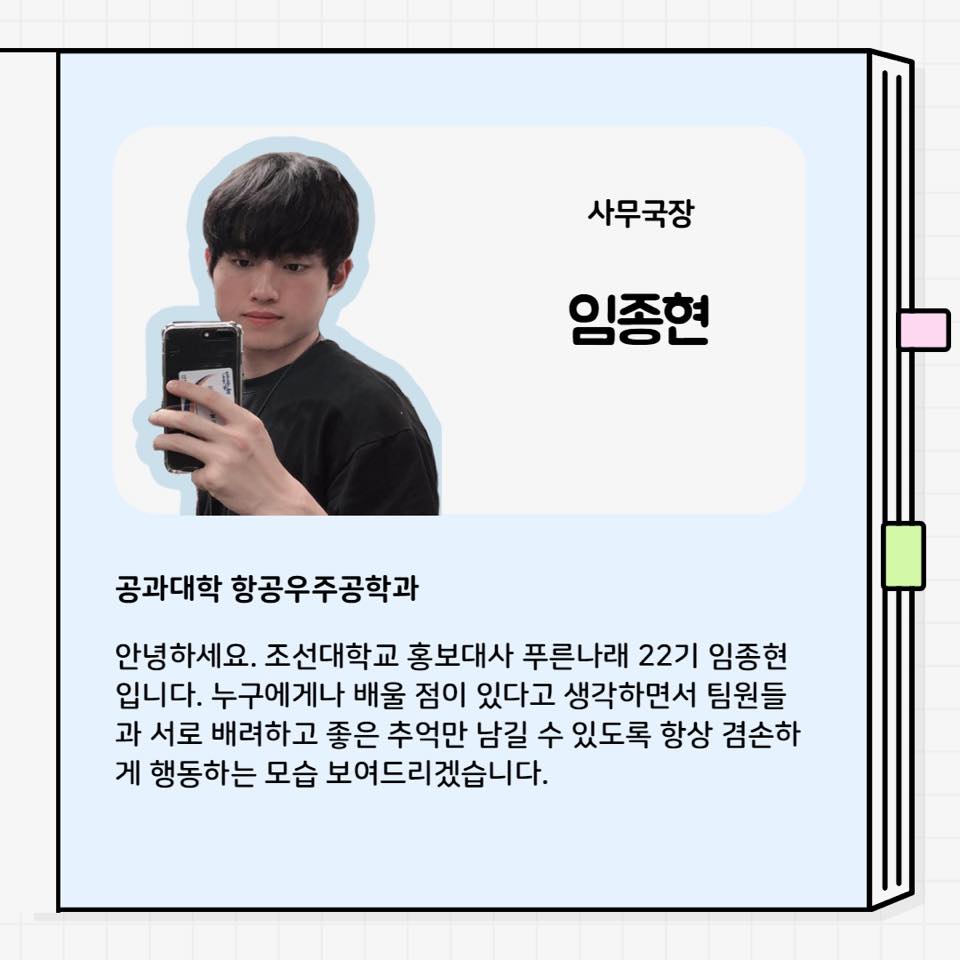 사무국장
임종현
공과대학 항공우주공학과
안녕하세요. 조선대학교 홍보대사 푸른나래 22기 임종현
입니다. 누구에게나 배울 점이 있다고 생각하면서 팀원들
과 서로 배려하고 좋은 추억만 남길 수 있도록 항상 겸손하
게 행동하는 모습 보여드리겠습니다.